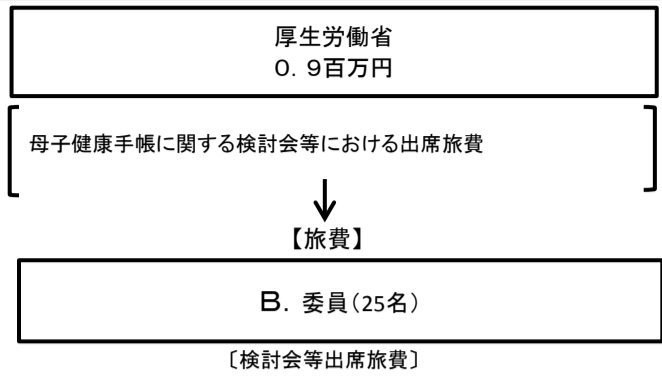 厚生労働省
０．９百万円
母子健康手帳に関する検討会等における出席旅費
【旅費】
Ｂ．委員（25名）
〔検討会等出席旅費〕